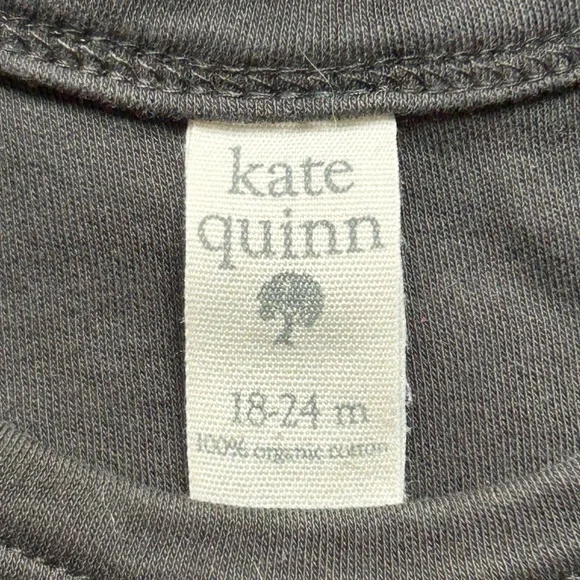 kate
quinn
18-24 m
100% organic cotton